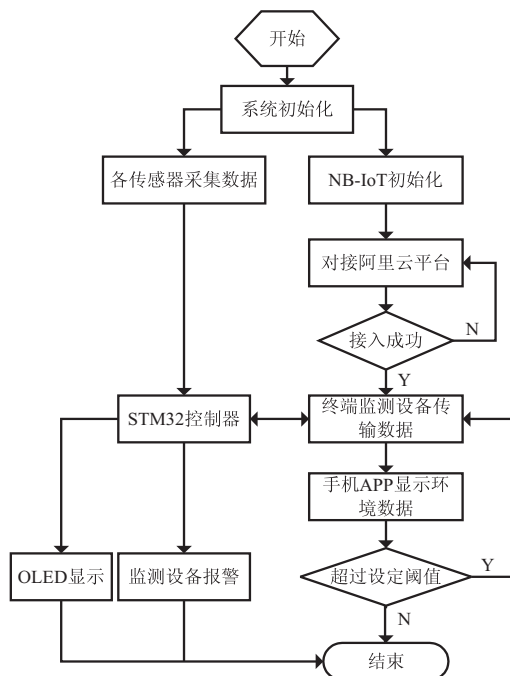 开始
系统初始化
各传感器采集数据
NB-IoT初始化
对接阿里云平台
接入成功
N
Y
STM32控制器
终端监测设备传
输数据
手机APP显示环
境数据
OLED显示
监测设备报警
超过设定阈值
Y
N
结束